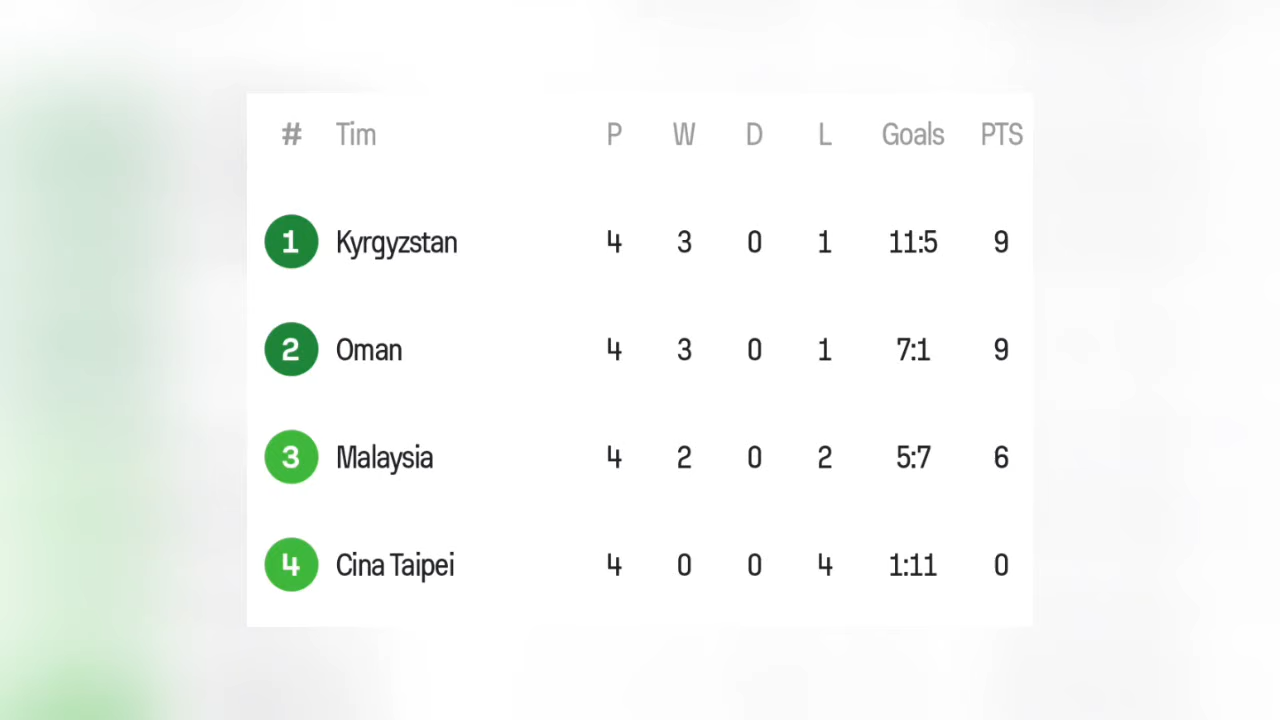 # Tim P W D L Goals PTS
1 Kyrgyzstan 4 3 0 1 11:5 9
2 Oman 4 3 0 1 7:1 9
3 Malaysia 4 2 0 2 5:7 6
4 Cina Taipei 4 0 0 4 1:11 0